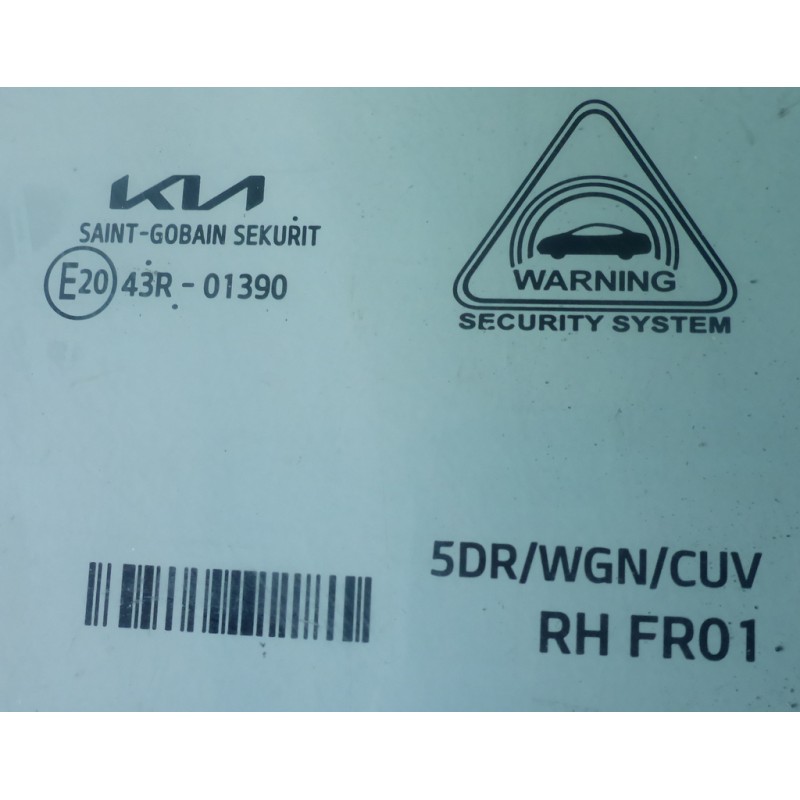 KIA
SAINT-GOBAIN SEKURIT
E20 43R - 01390
WARNING
SECURITY SYSTEM
5DR/WGN/CUV
RH FR01